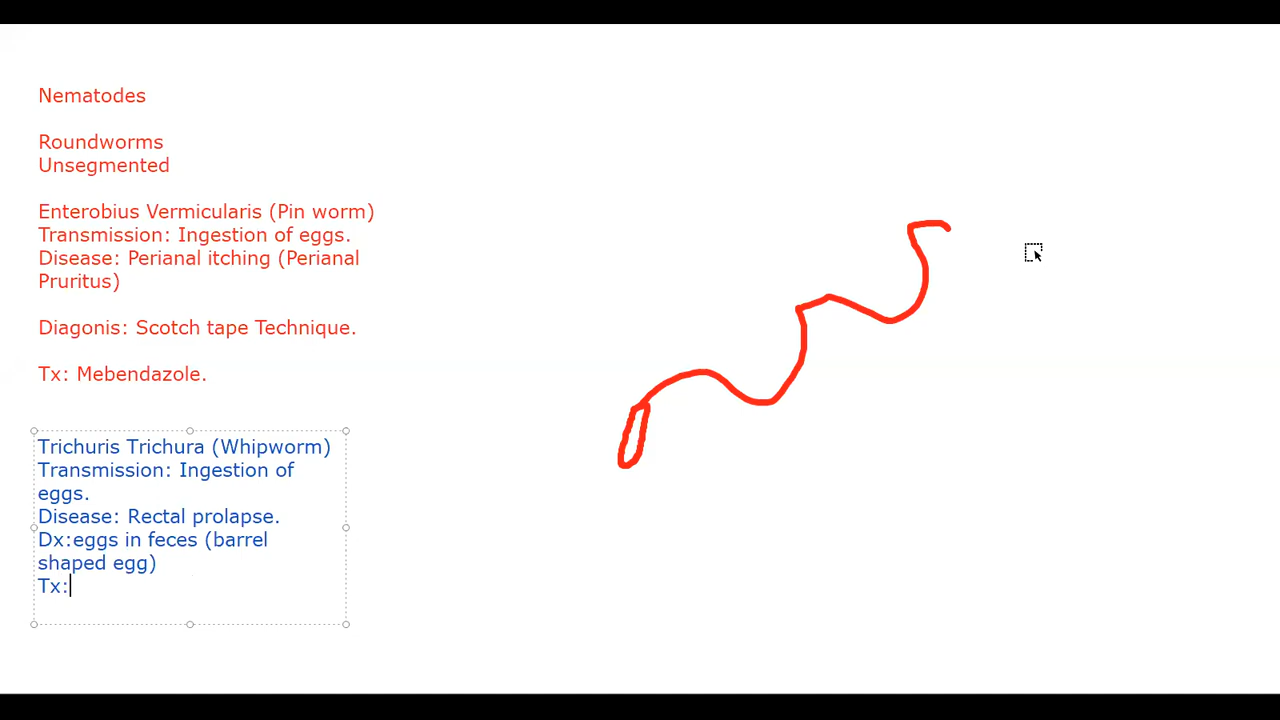 Nematodes
Roundworms
Unsegmented
Enterobius Vermicularis (Pin worm)
Transmission: Ingestion of eggs.
Disease: Perianal itching (Perianal
Pruritus)
Diagonis: Scotch tape Technique.
Tx: Mebendazole.
Trichuris Trichura (Whipworm)
Transmission: Ingestion of
eggs.
Disease: Rectal prolapse.
Dx:eggs in feces (barrel
shaped egg)
Tx: